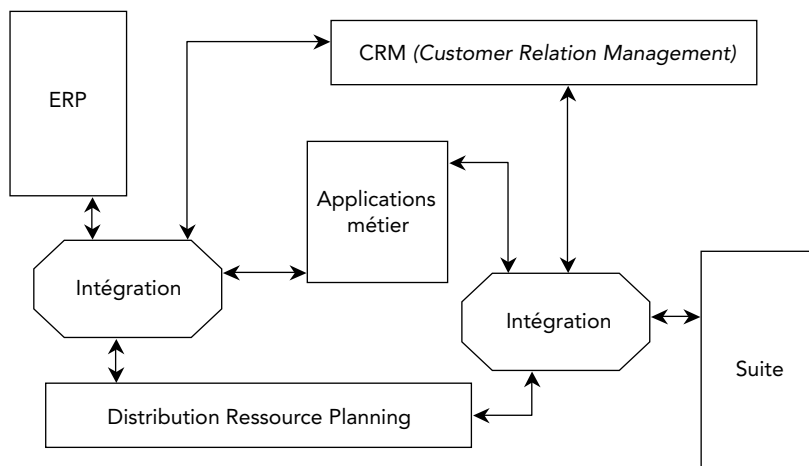 CRM (Customer Relation Management)
ERP
Applications
métier
Intégration
Intégration
Suite
Distribution Ressource Planning